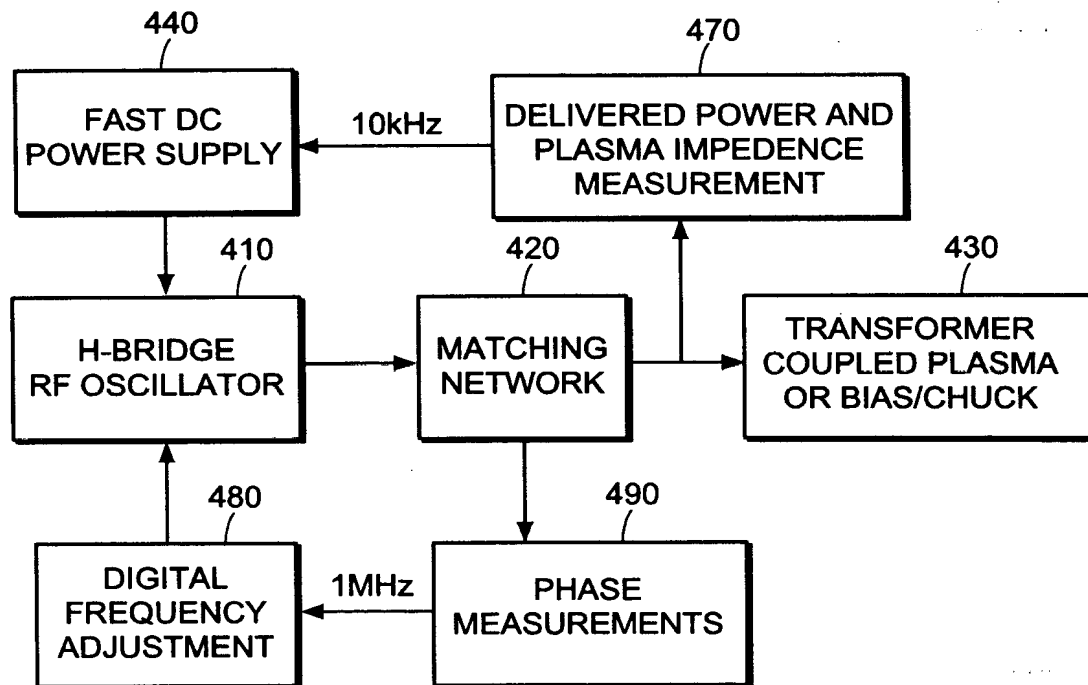 440
FAST DC
POWER SUPPLY
10kHz
470
DELIVERED POWER AND
PLASMA IMPEDENCE
MEASUREMENT
410
H-BRIDGE
RF OSCILLATOR
420
MATCHING
NETWORK
430
TRANSFORMER
COUPLED PLASMA
OR BIAS/CHUCK
480
DIGITAL
FREQUENCY
ADJUSTMENT
1MHz
490
PHASE
MEASUREMENTS